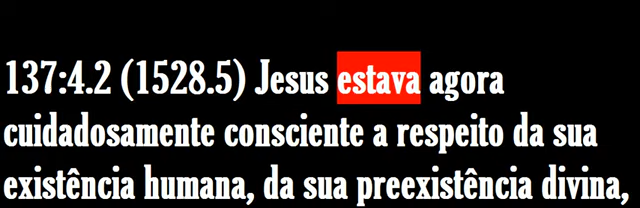 137:4.2 (1528.5) Jesus estava agora
cuidadosamente consciente a respeito da sua
existência humana, da sua preexistência divina,